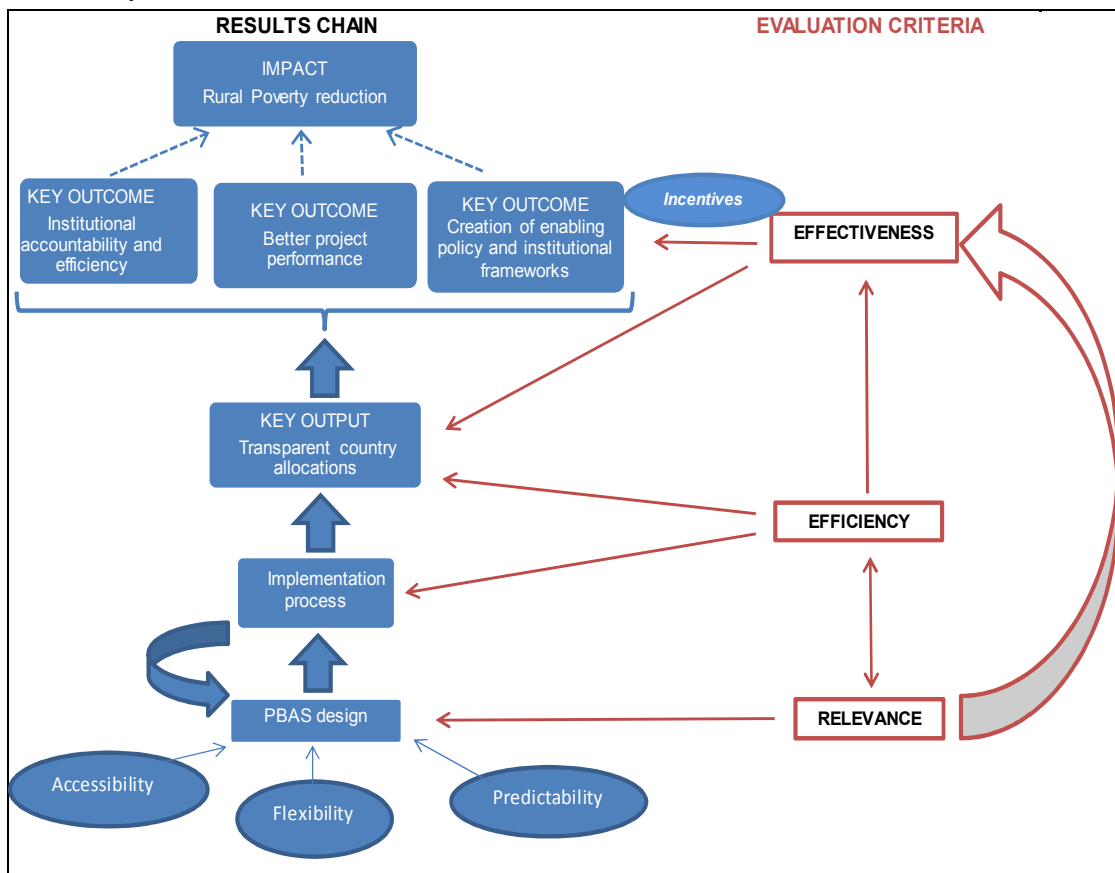 RESULTS CHAIN
EVALUATION CRITERIA
IMPACT
Rural Poverty reduction
KEY OUTCOME
Institutional
accountability and
efficiency
KEY OUTCOME
Better project
performance
KEY OUTCOME
Creation of enabling
policy and institutional
frameworks
Incentives
EFFECTIVENESS
KEY OUTPUT
Transparent country
allocations
EFFICIENCY
Implementation
process
PBAS design
RELEVANCE
Accessibility
Flexibility
Predictability